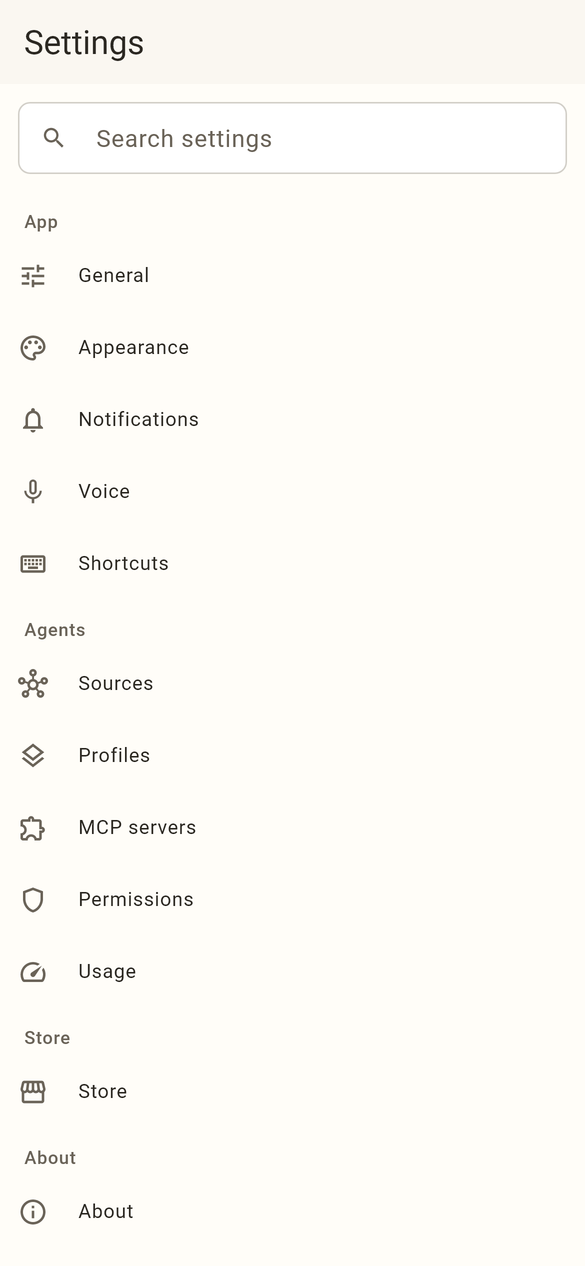 Settings
Search settings
App
General
Appearance
Notifications
Voice
Shortcuts
Agents
Sources
Profiles
MCP servers
Permissions
Usage
Store
Store
About
About